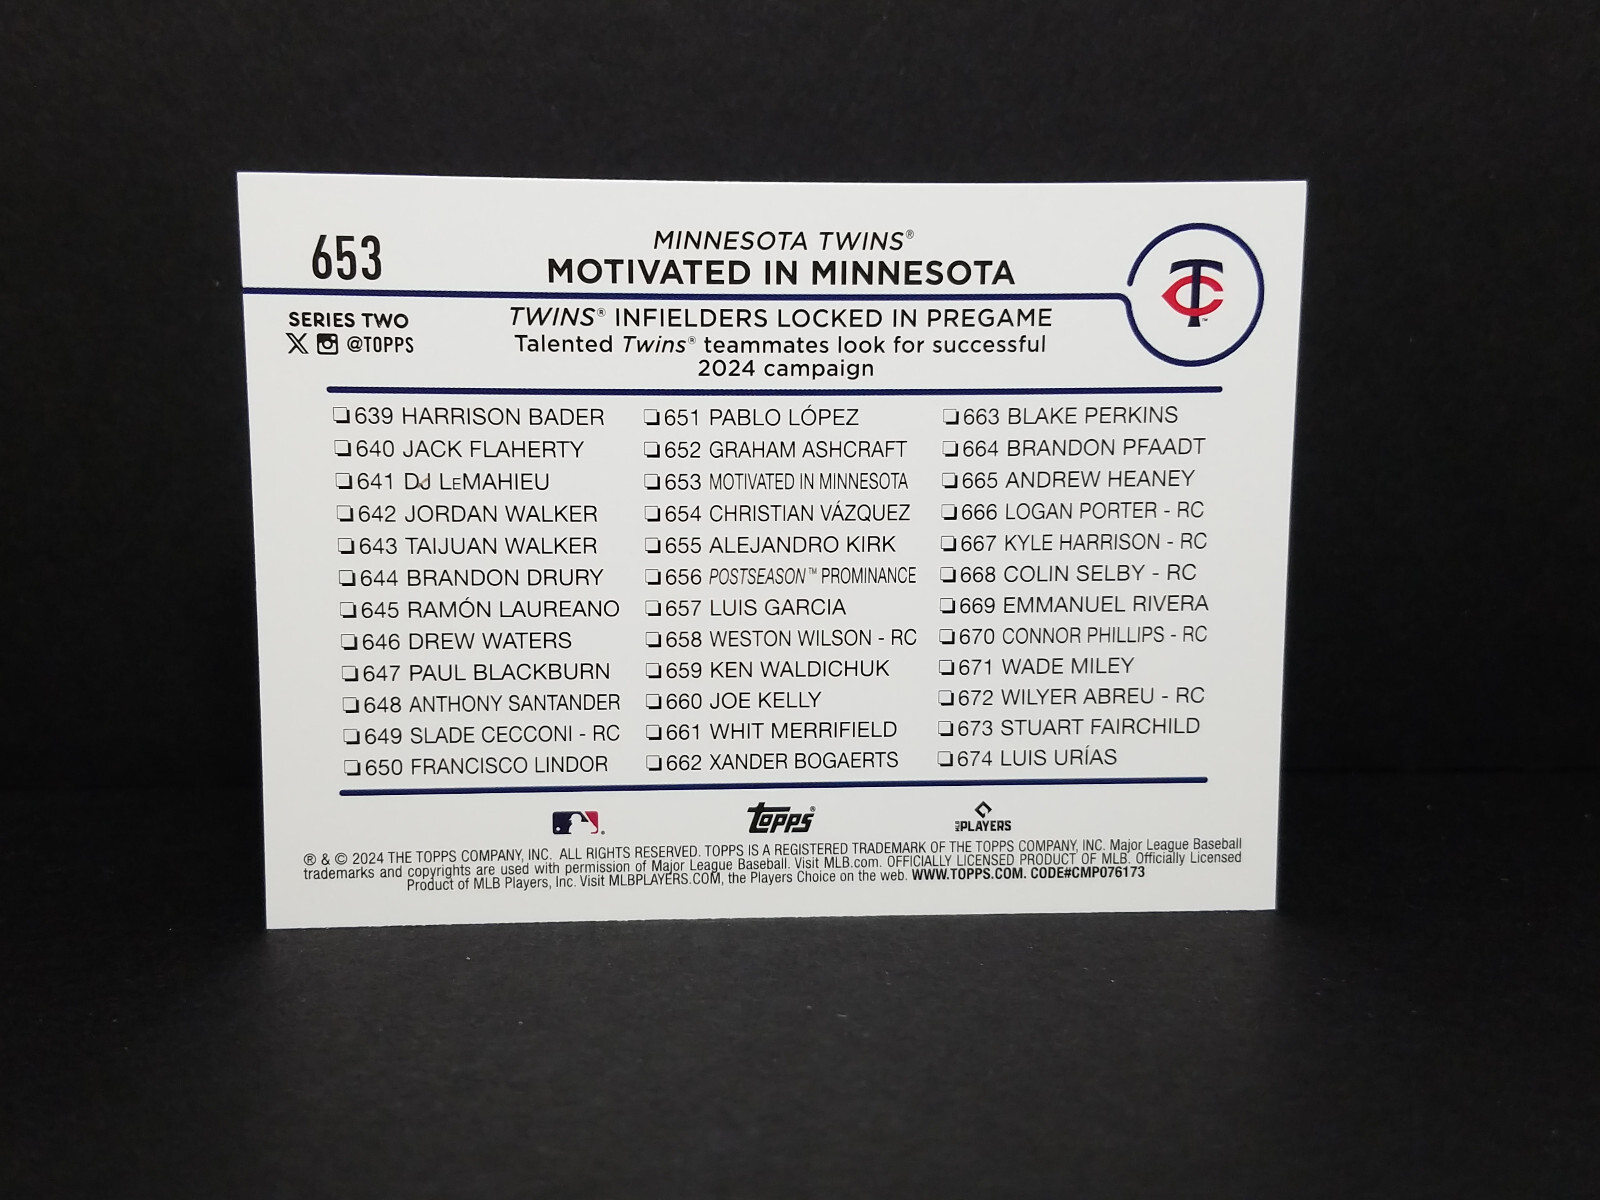 653
MINNESOTA TWINS®
MOTIVATED IN MINNESOTA
TC
SERIES TWO
@TOPPS
TWINS® INFIELDERS LOCKED IN PREGAME
Talented Twins® teammates look for successful
2024 campaign
639 HARRISON BADER
640 JACK FLAHERTY
641 DJ LeMAHIEU
642 JORDAN WALKER
643 TAIJUAN WALKER
644 BRANDON DRURY
645 RAMÓN LAUREANO
646 DREW WATERS
647 PAUL BLACKBURN
648 ANTHONY SANTANDER
649 SLADE CECCONI - RC
650 FRANCISCO LINDOR
651 PABLO LÓPEZ
652 GRAHAM ASHCRAFT
653 MOTIVATED IN MINNESOTA
654 CHRISTIAN VÁZQUEZ
655 ALEJANDRO KIRK
656 POSTSEASON™ PROMINANCE
657 LUIS GARCIA
658 WESTON WILSON - RC
659 KEN WALDICHUK
660 JOE KELLY
661 WHIT MERRIFIELD
662 XANDER BOGAERTS
663 BLAKE PERKINS
664 BRANDON PFAADT
665 ANDREW HEANEY
666 LOGAN PORTER - RC
667 KYLE HARRISON - RC
668 COLIN SELBY - RC
669 EMMANUEL RIVERA
670 CONNOR PHILLIPS - RC
671 WADE MILEY
672 WILYER ABREU - RC
673 STUART FAIRCHILD
674 LUIS URÍAS
Topps®
MLB PLAYERS
® & © 2024 THE TOPPS COMPANY, INC. ALL RIGHTS RESERVED. TOPPS IS A REGISTERED TRADEMARK OF THE TOPPS COMPANY, INC. Major League Baseball
trademarks and copyrights are used with permission of Major League Baseball. Visit MLB.com. OFFICIALLY LICENSED PRODUCT OF MLB. Officially Licensed
Product of MLB Players, Inc. Visit MLBPLAYERS.COM, the Players Choice on the web. WWW.TOPPS.COM. CODE#CMP076173